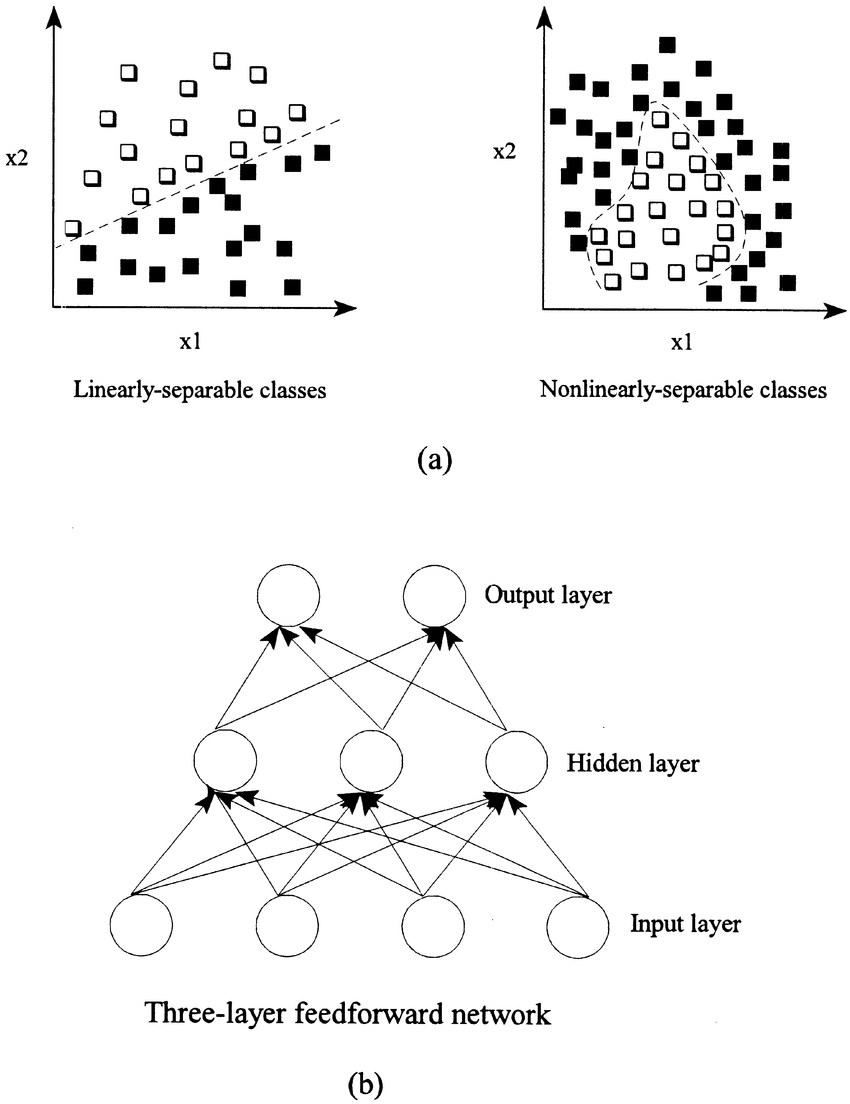 x2
x1
Linearly-separable classes
x2
x1
Nonlinearly-separable classes
(a)
Output layer
Hidden layer
Input layer
Three-layer feedforward network
(b)